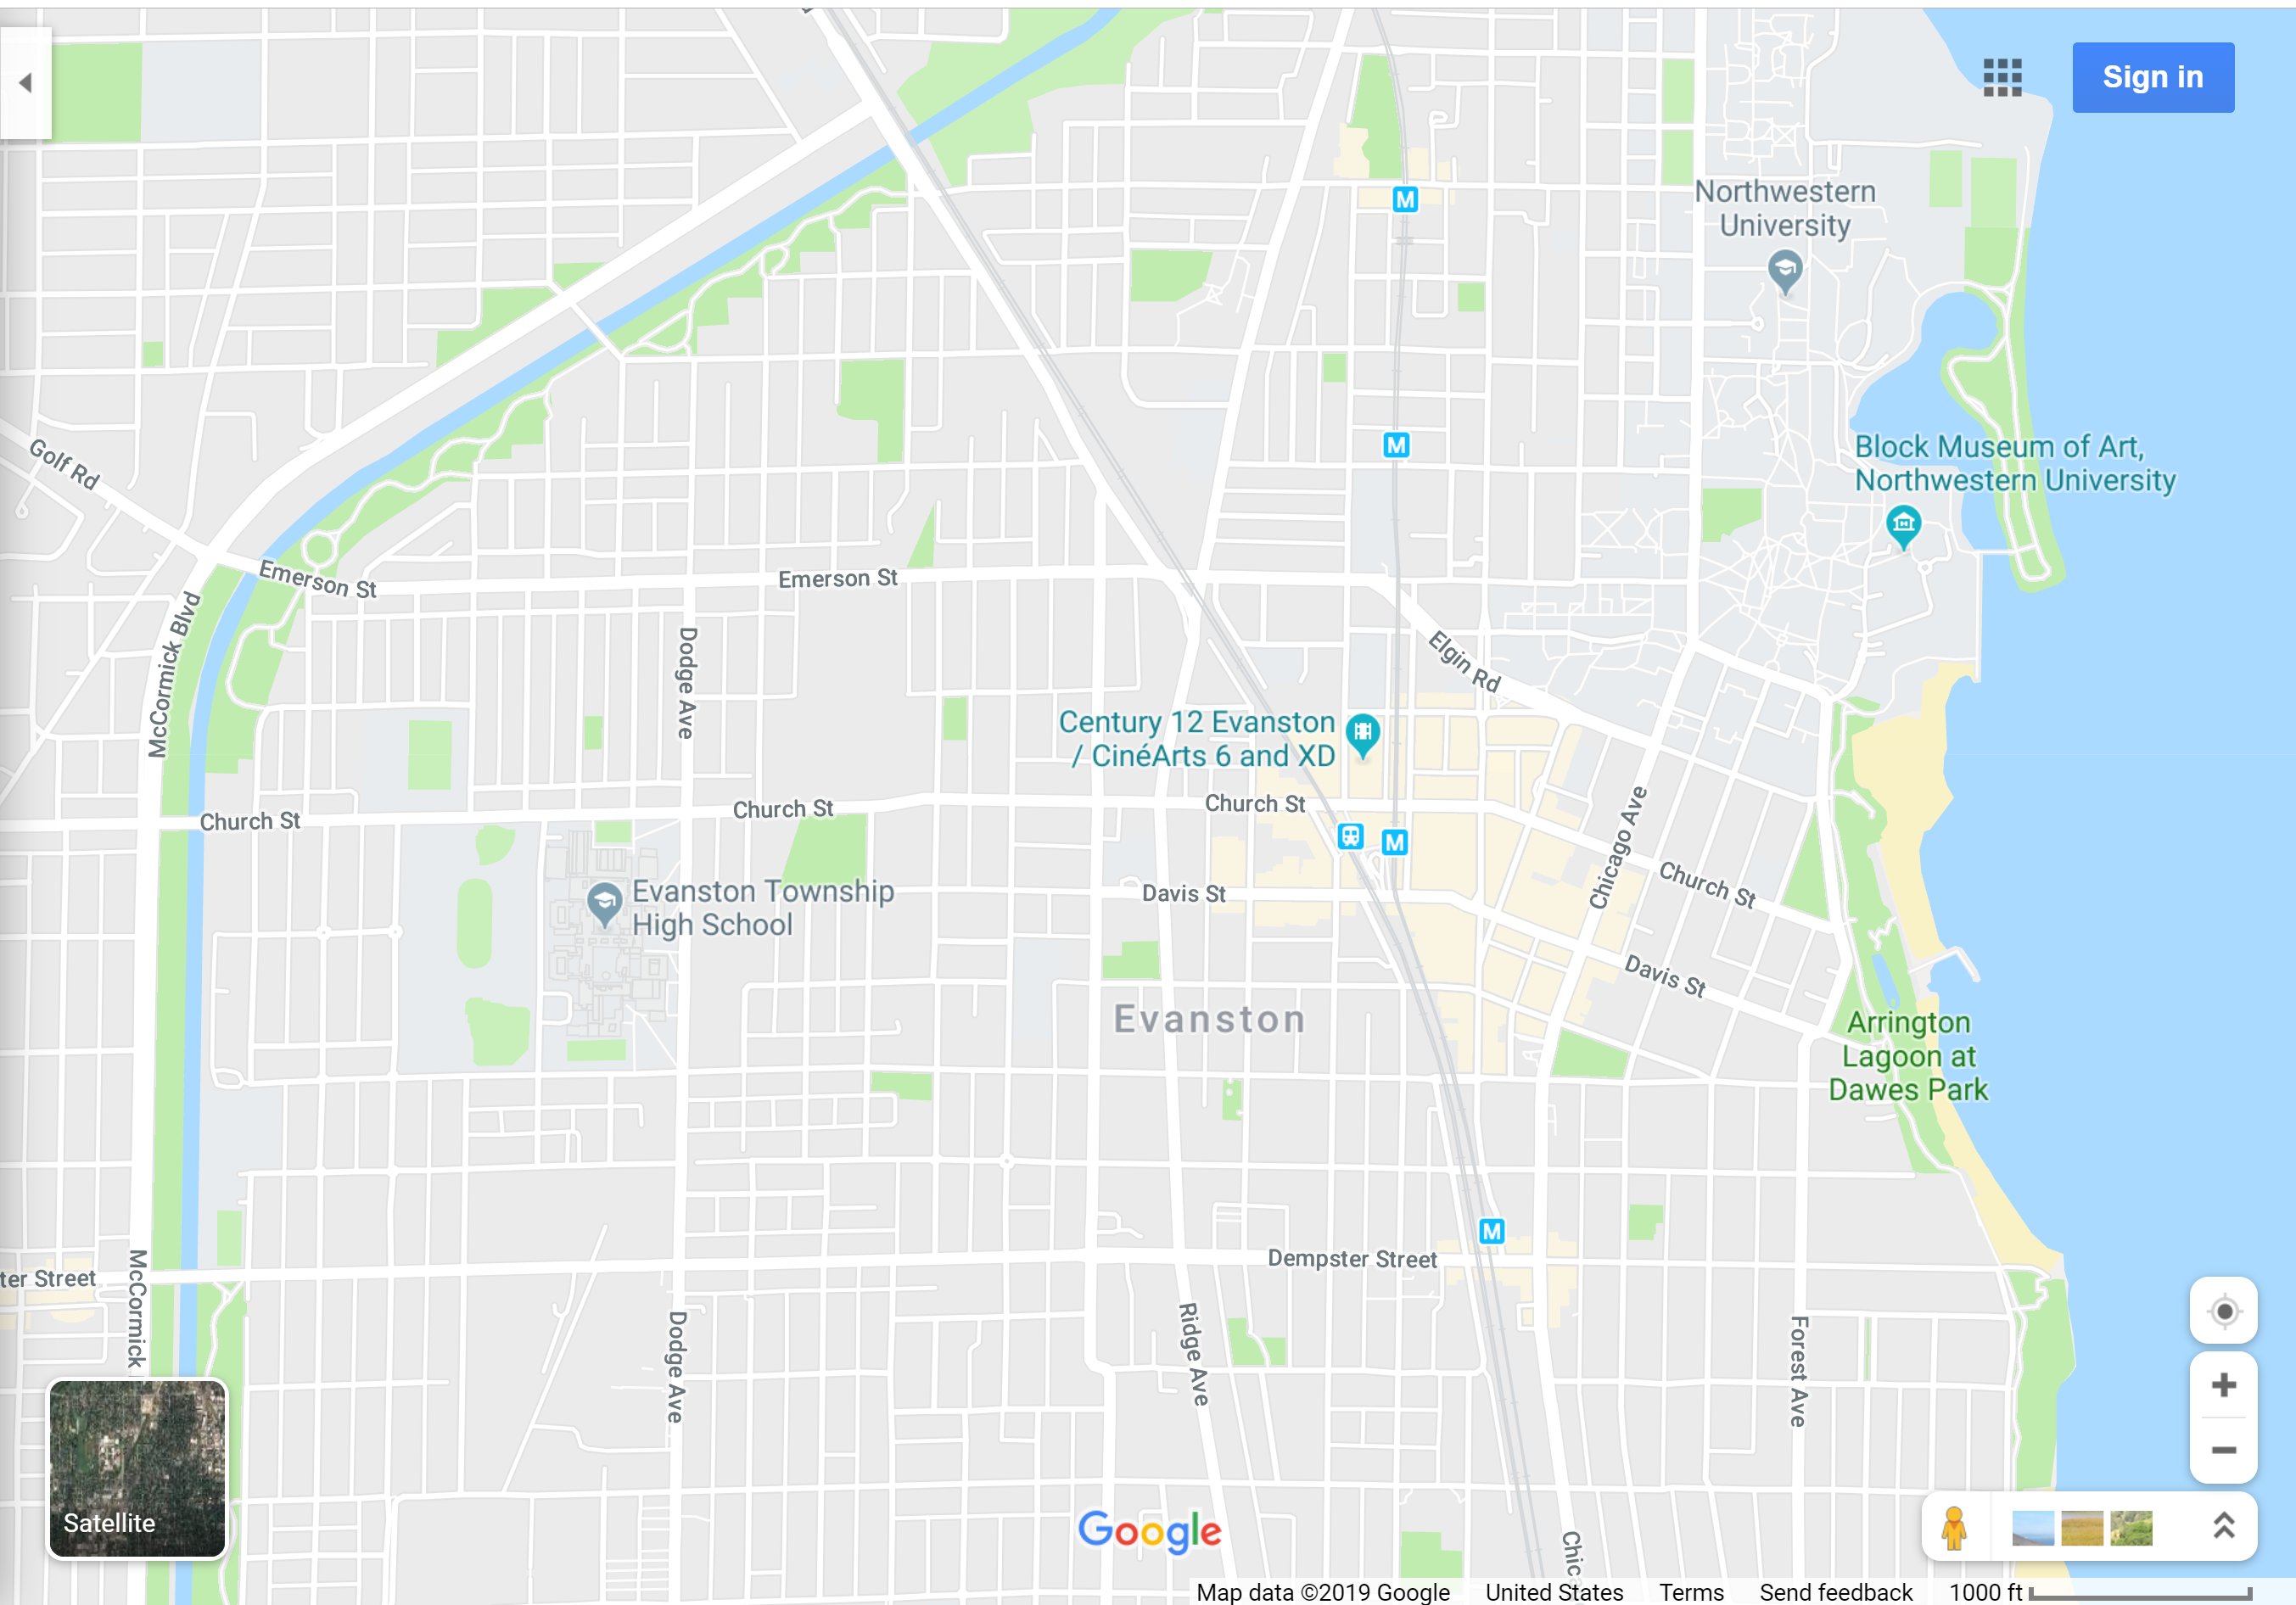 Sign in
Northwestern
University
M
Golf Rd
M
Block Museum of Art,
Northwestern University
Emerson St
Emerson St
McCormick Blvd
Dodge Ave
Elgin Rd
Century 12 Evanston
/ CinéArts 6 and XD
Church St
Church St
Church St
Chicago Ave
M
Church St
Evanston Township
High School
Davis St
Davis St
Evanston
Arrington
Lagoon at
Dawes Park
M
Dempster Street
ter Street
McCormick
Dodge Ave
Ridge Ave
Forest Ave
Satellite
Google
Chic
Map data ©2019 Google United States Terms Send feedback 1000 ft